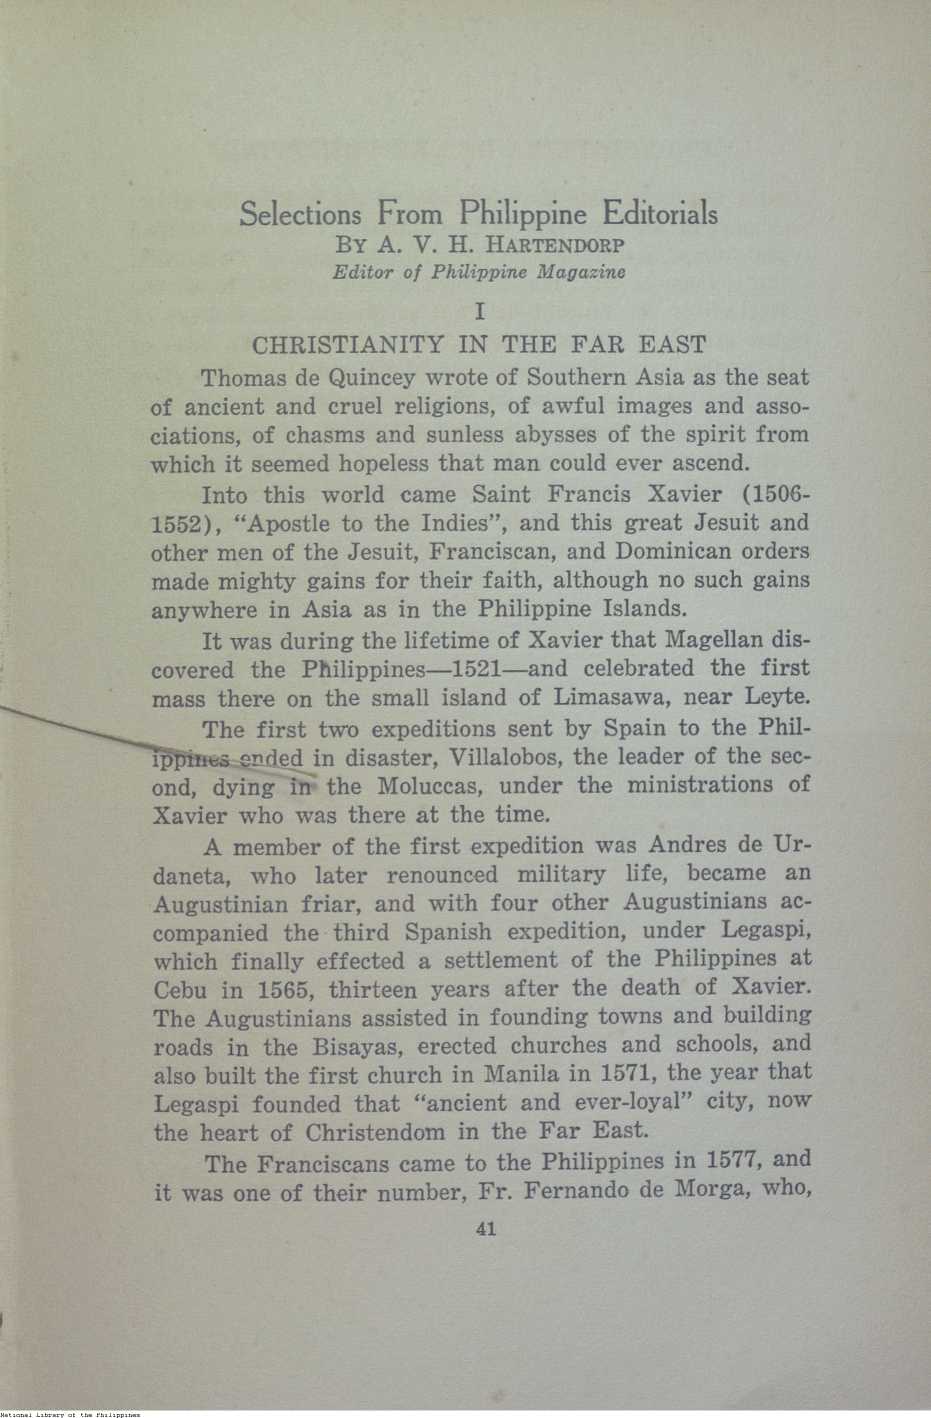 Selections From Philippine Editorials
BY A. V. H. HARTENDORP
Editor of Philippine Magazine
I
CHRISTIANITY IN THE FAR EAST
Thomas de Quincey wrote of Southern Asia as the seat
of ancient and cruel religions, of awful images and asso-
ciations, of chasms and sunless abysses of the spirit from
which it seemed hopeless that man could ever ascend.
Into this world came Saint Francis Xavier (1506-
1552), “Apostle to the Indies”, and this great Jesuit and
other men of the Jesuit, Franciscan, and Dominican orders
made mighty gains for their faith, although no such gains
anywhere in Asia as in the Philippine Islands.
It was during the lifetime of Xavier that Magellan dis-
covered the Philippines—1521—and celebrated the first
mass there on the small island of Limasawa, near Leyte.
The first two expeditions sent by Spain to the Phil-
ippines ended in disaster, Villalobos, the leader of the sec-
ond, dying in the Moluccas, under the ministrations of
Xavier who was there at the time.
A member of the first expedition was Andres de Ur-
daneta, who later renounced military life, became an
Augustinian friar, and with four other Augustinians ac-
companied the third Spanish expedition, under Legaspi,
which finally effected a settlement of the Philippines at
Cebu in 1565, thirteen years after the death of Xavier.
The Augustinians assisted in founding towns and building
roads in the Bisayas, erected churches and schools, and
also built the first church in Manila in 1571, the year that
Legaspi founded that “ancient and ever-loyal” city, now
the heart of Christendom in the Far East.
The Franciscans came to the Philippines in 1577, and
it was one of their number, Fr. Fernando de Morga, who,
41
National Library of the Philippines